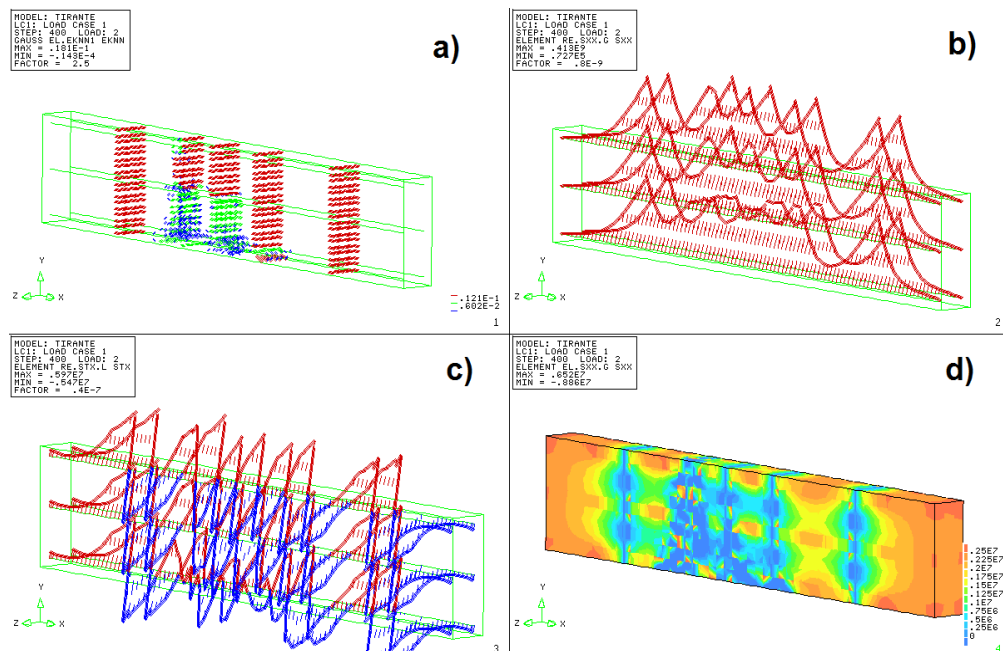 MODEL: TIRANTE
LC1: LOAD CASE 1
STEP: 400 LOAD: 2
GAUSS EL.EKNN1 EKNN
MAX = .181E-1
MIN = -.143E-4
FACTOR = 2.5
a)
Y
Z
X
.121E-1
.602E-2
1
MODEL: TIRANTE
LC1: LOAD CASE 1
STEP: 400 LOAD: 2
ELEMENT RE.SXX.G SXX
MAX = .413E9
MIN = .727E5
FACTOR = .8E-9
b)
Y
Z
X
2
MODEL: TIRANTE
LC1: LOAD CASE 1
STEP: 400 LOAD: 2
ELEMENT RE.STX.L STX
MAX = .597E7
MIN = -.547E7
FACTOR = .4E-7
c)
Y
Z
X
3
MODEL: TIRANTE
LC1: LOAD CASE 1
STEP: 400 LOAD: 2
ELEMENT EL.SXX.G SXX
MAX = .652E7
MIN = -.886E7
d)
Y
Z
X
.25E7
.225E7
.2E7
.175E7
.15E7
.125E7
.1E7
.75E6
.5E6
.25E6
0
4